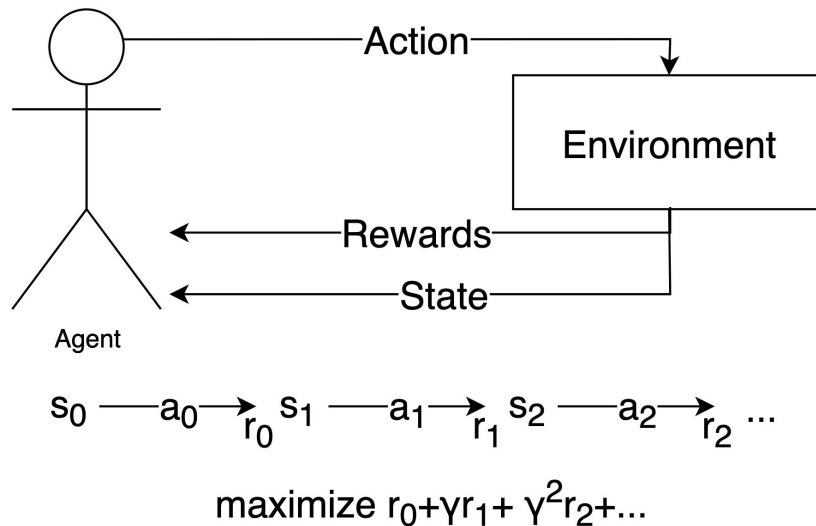 Action
Environment
Rewards
State
Agent
s₀ a₀ r₀ s₁ a₁ r₁ s₂ a₂ r₂ ...
maximize r₀+γr₁+ γ²r₂+...